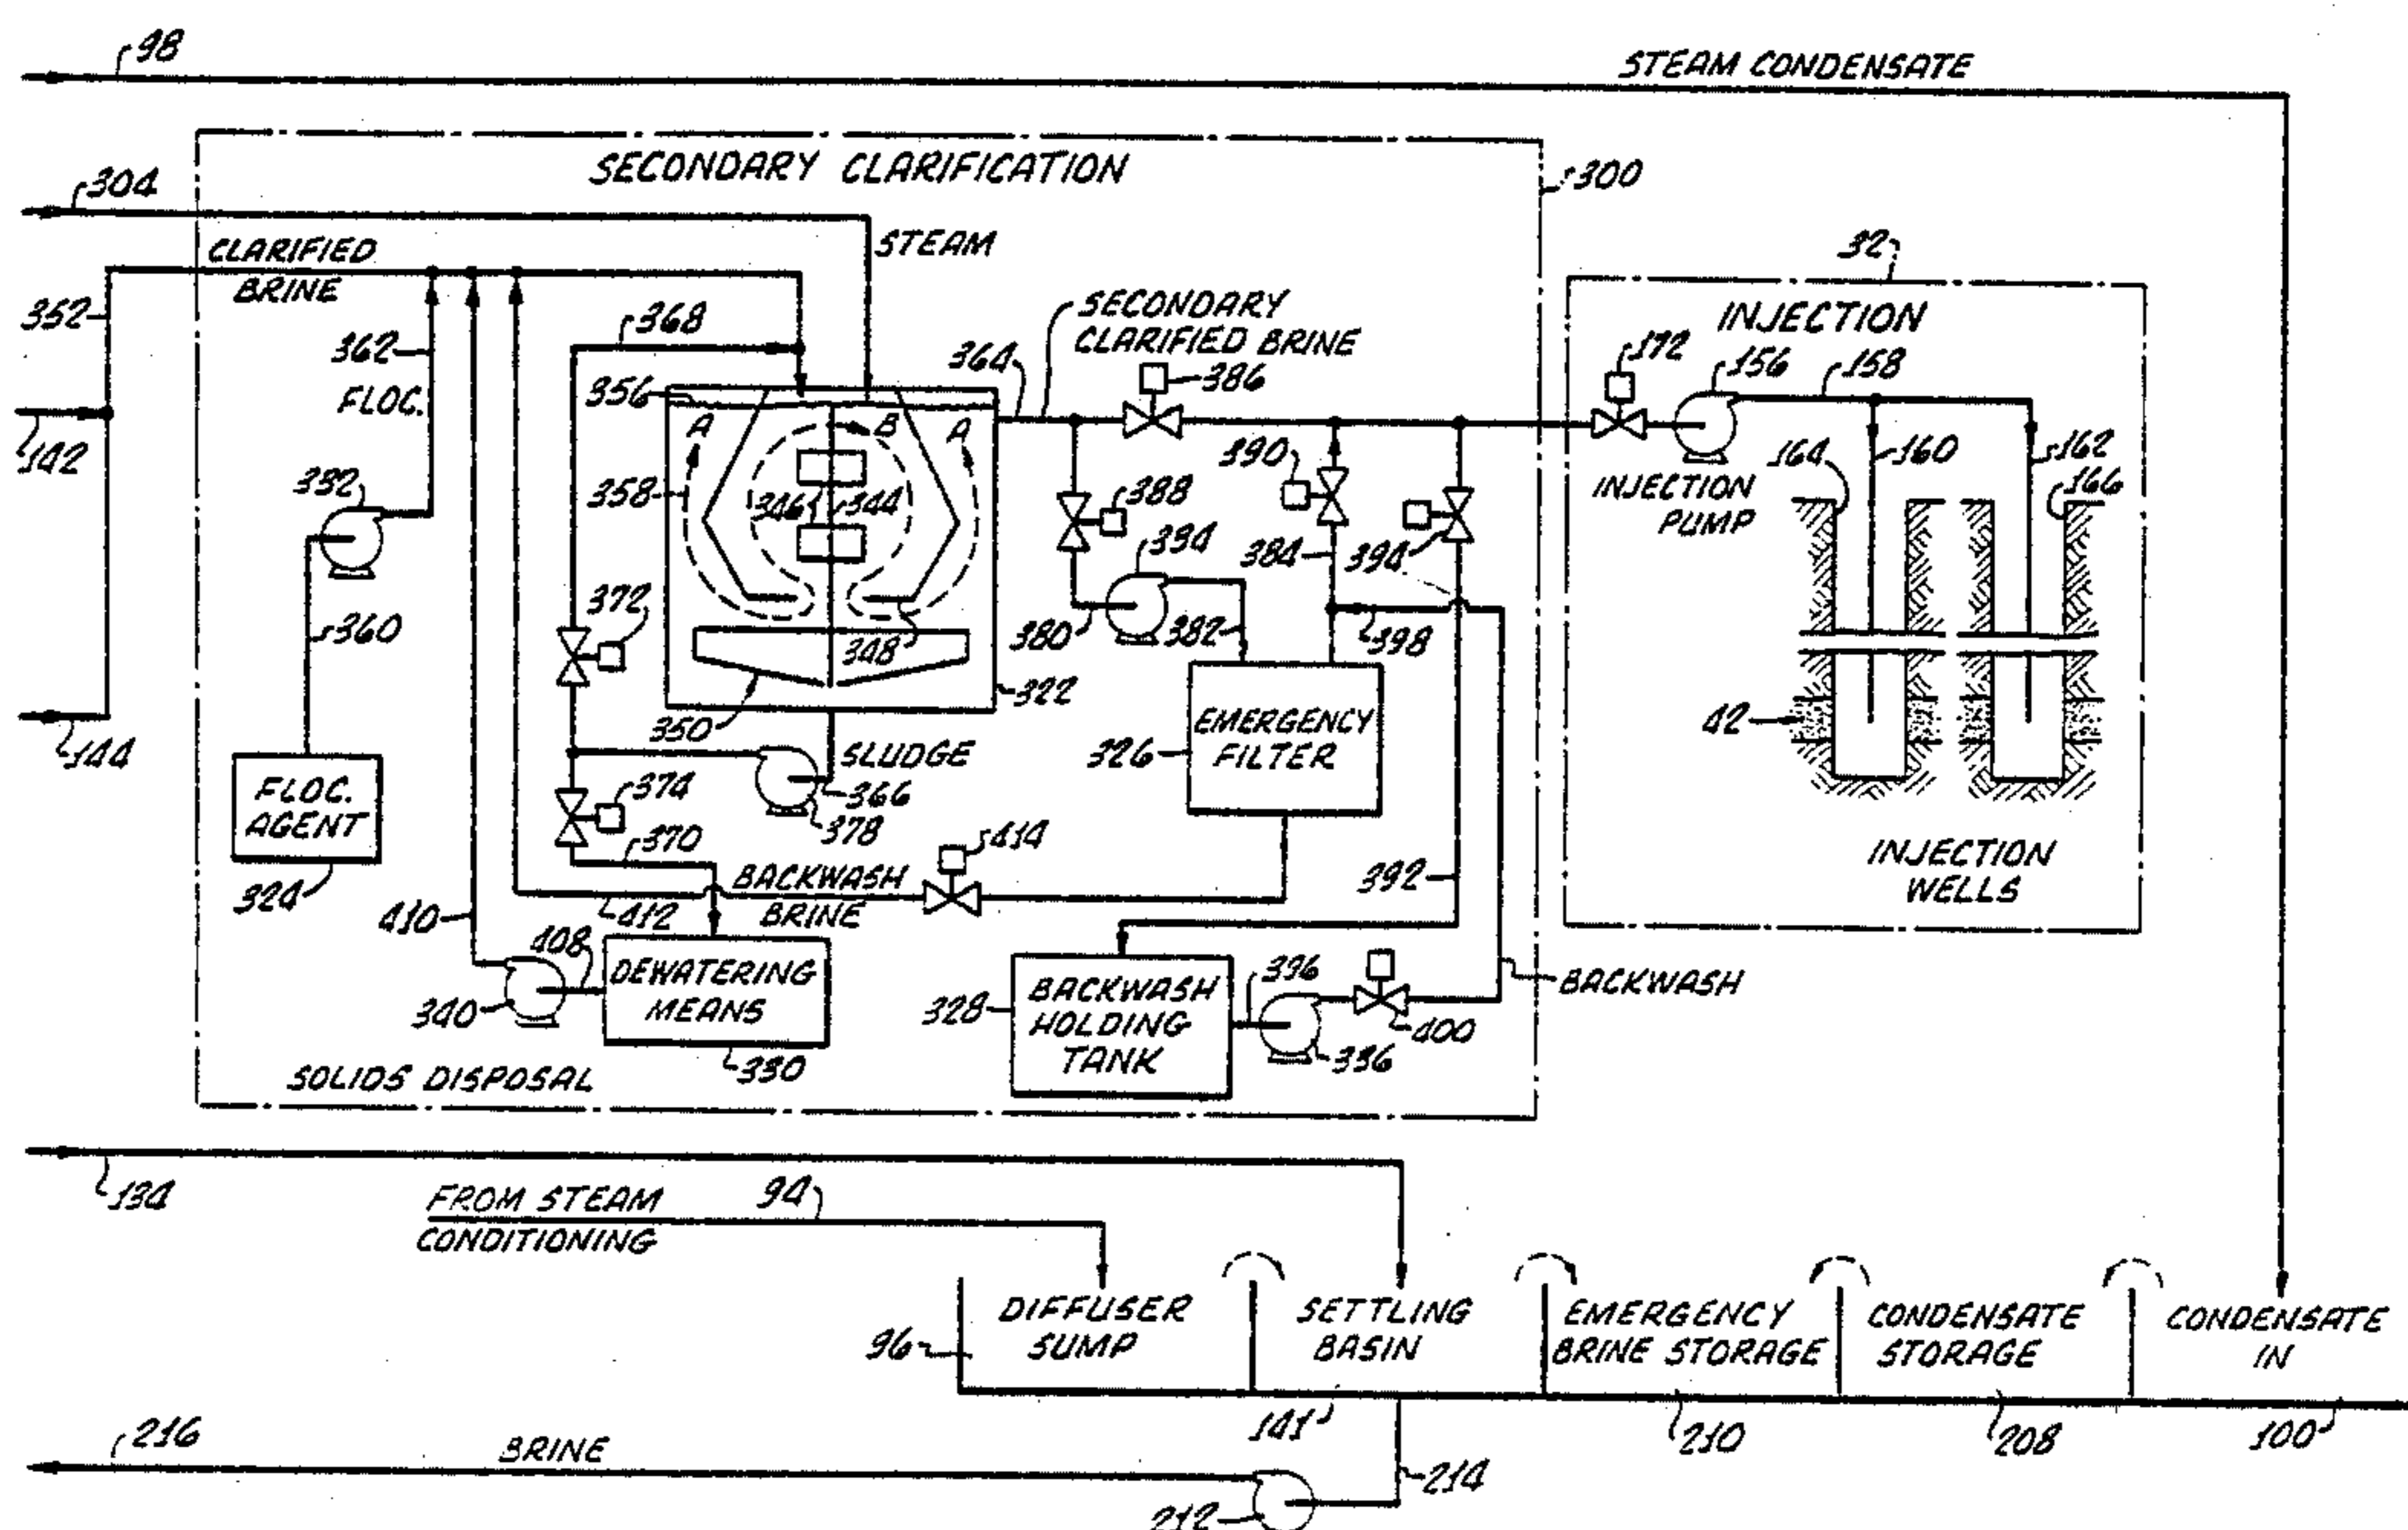 98
STEAM CONDENSATE
SECONDARY CLARIFICATION
300
304
STEAM
CLARIFIED
BRINE
32
352
362
FLOC.
368
364
SECONDARY
CLARIFIED BRINE
386
INJECTION
172
156
158
142
356
A
B
A
332
358
346
344
388
390
384
394
INJECTION
PUMP
164
160
162
166
360
372
334
380
382
398
348
350
322
144
FLOC.
AGENT
324
374
SLUDGE
366
378
370
EMERGENCY
FILTER
326
42
INJECTION
WELLS
414
BACKWASH
BRINE
412
410
408
392
DEWATERING
MEANS
340
330
BACKWASH
HOLDING
TANK
328
396
336
400
BACKWASH
SOLIDS DISPOSAL
134
FROM STEAM
CONDITIONING
94
96
DIFFUSER
SUMP
SETTLING
BASIN
EMERGENCY
BRINE STORAGE
CONDENSATE
STORAGE
CONDENSATE
IN
141
210
208
100
216
BRINE
214
212